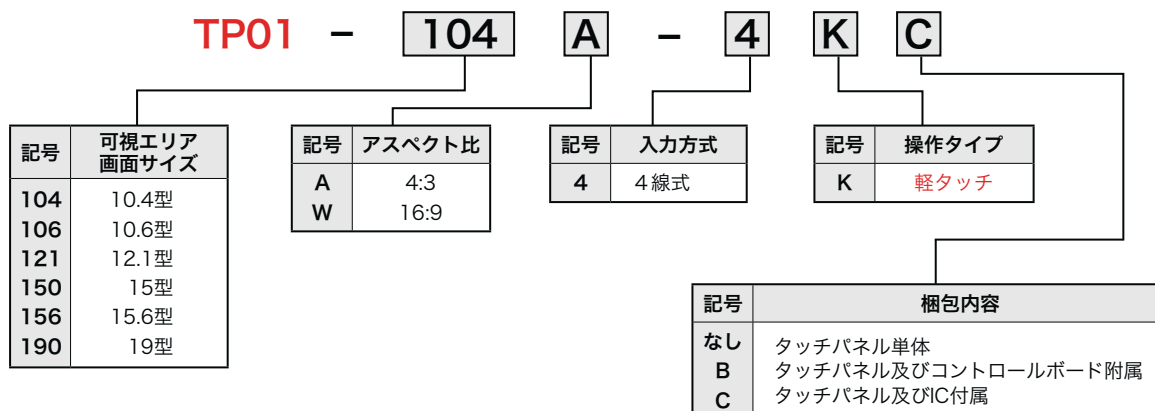 TP01 - 104 A - 4 K C
記号 可視エリア
画面サイズ
104 10.4型
106 10.6型
121 12.1型
150 15型
156 15.6型
190 19型
記号 アスペクト比
A 4:3
W 16:9
記号 入力方式
4 4線式
記号 操作タイプ
K 軽タッチ
記号 梱包内容
なし タッチパネル単体
B タッチパネル及びコントロールボード附属
C タッチパネル及びIC付属